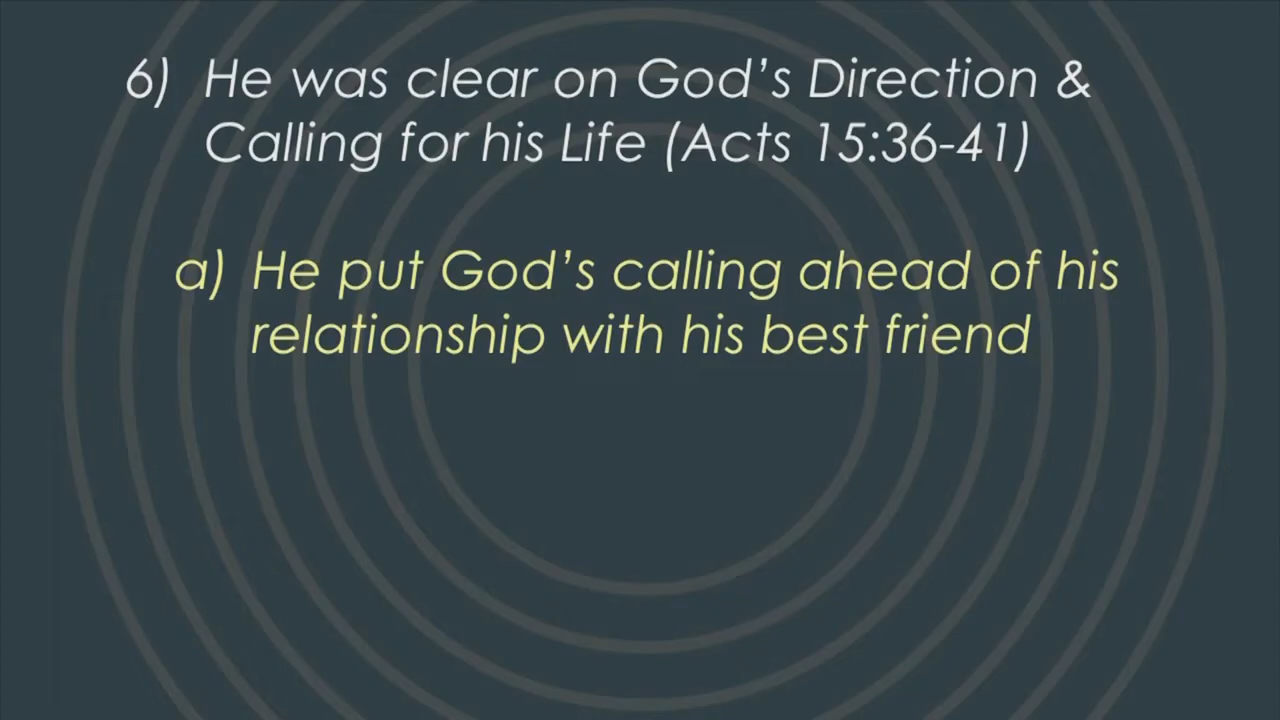 6) He was clear on God’s Direction &
Calling for his Life (Acts 15:36-41)
a) He put God’s calling ahead of his
relationship with his best friend